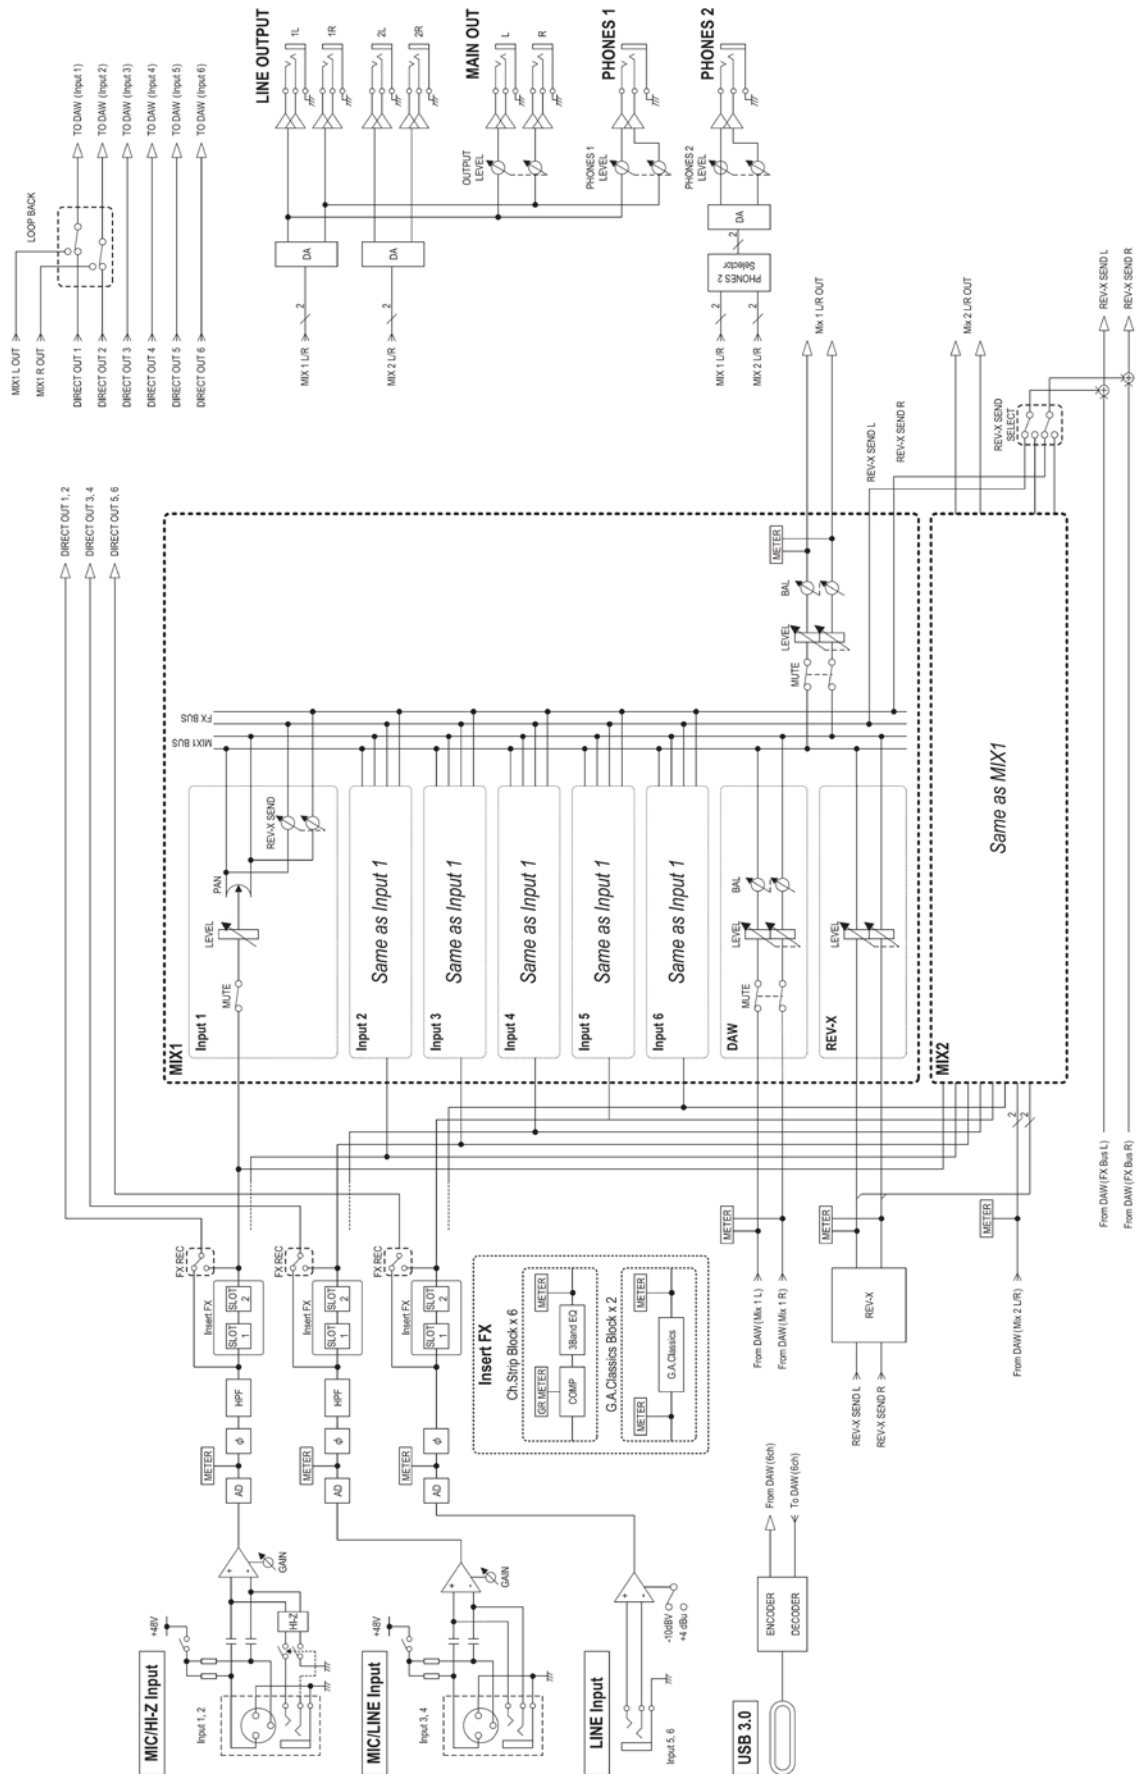 MIC/HI-Z Input
Input 1, 2
+48V
HI-Z
GAIN
AD
METER
ϕ
HPF
Insert FX
SLOT 1
SLOT 2
FX REC
MIC/LINE Input
Input 3, 4
+48V
GAIN
AD
METER
ϕ
HPF
Insert FX
SLOT 1
SLOT 2
FX REC
LINE Input
Input 5, 6
-10dBV
+4 dBu
AD
METER
ϕ
Insert FX
SLOT 1
SLOT 2
FX REC
USB 3.0
ENCODER
DECODER
From DAW (6ch)
To DAW (6ch)
Insert FX
Ch.Strip Block x 6
GR METER
METER
COMP
3Band EQ
G.A.Classics Block x 2
METER
METER
G.A.Classics
From DAW (Mix 1 L)
From DAW (Mix 1 R)
METER
REV-X SEND L
REV-X SEND R
REV-X
METER
From DAW (Mix 2 L/R)
METER
2
2
From DAW (FX Bus L)
From DAW (FX Bus R)
DIRECT OUT 1, 2
DIRECT OUT 3, 4
DIRECT OUT 5, 6
MIX1
Input 1
MUTE
LEVEL
PAN
REV-X SEND
Input 2
Same as Input 1
Input 3
Same as Input 1
Input 4
Same as Input 1
Input 5
Same as Input 1
Input 6
Same as Input 1
DAW
MUTE
LEVEL
BAL
REV-X
LEVEL
MIX1 BUS
FX BUS
MUTE
LEVEL
BAL
METER
MIX2
Same as MIX1
Mix 1 L/R OUT
REV-X SEND L
REV-X SEND R
Mix 2 L/R OUT
REV-X SEND
SELECT
REV-X SEND L
REV-X SEND R
MIX1 L OUT
MIX1 R OUT
LOOP BACK
DIRECT OUT 1
TO DAW (Input 1)
DIRECT OUT 2
TO DAW (Input 2)
DIRECT OUT 3
TO DAW (Input 3)
DIRECT OUT 4
TO DAW (Input 4)
DIRECT OUT 5
TO DAW (Input 5)
DIRECT OUT 6
TO DAW (Input 6)
MIX 1 L/R
2
DA
MIX 2 L/R
2
DA
LINE OUTPUT
1L
1R
2L
2R
MAIN OUT
OUTPUT
LEVEL
L
R
PHONES 1
PHONES 1
LEVEL
PHONES 2
PHONES 2
LEVEL
MIX 1 L/R
2
MIX 2 L/R
2
PHONES 2
Selector
2
DA